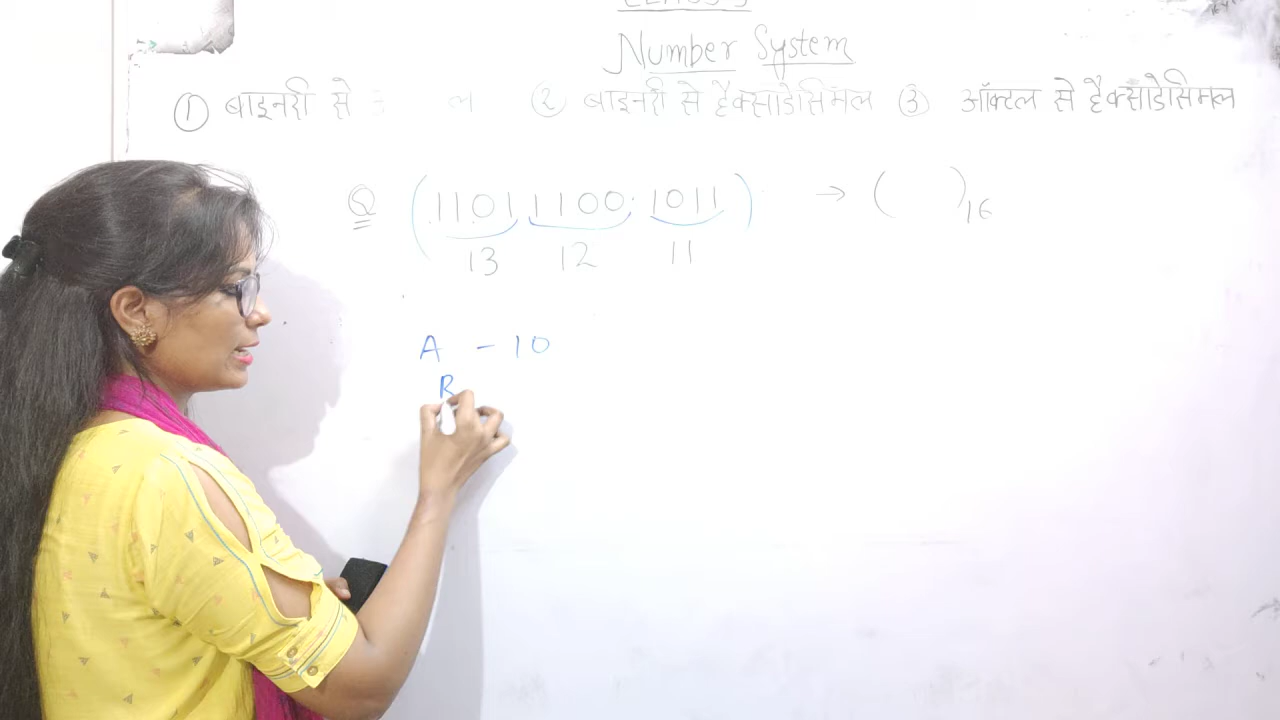 Number System
① बाइनरी से ② बाइनरी से हैक्साडेसिमल ③ ऑक्टल से हैक्साडेसिमल
Q (1101 1100.1011) → ( )16
13 12 11
A - 10
B